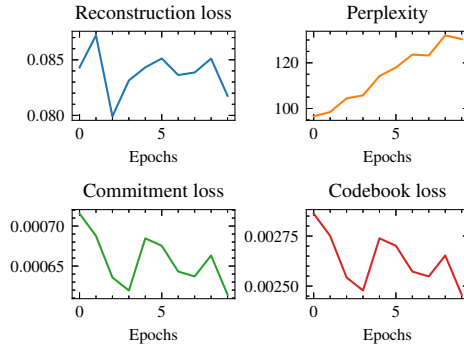 Reconstruction loss
0.085
0.080
0
5
Epochs
Perplexity
120
100
0
5
Epochs
Commitment loss
0.00070
0.00065
0
5
Epochs
Codebook loss
0.00275
0.00250
0
5
Epochs